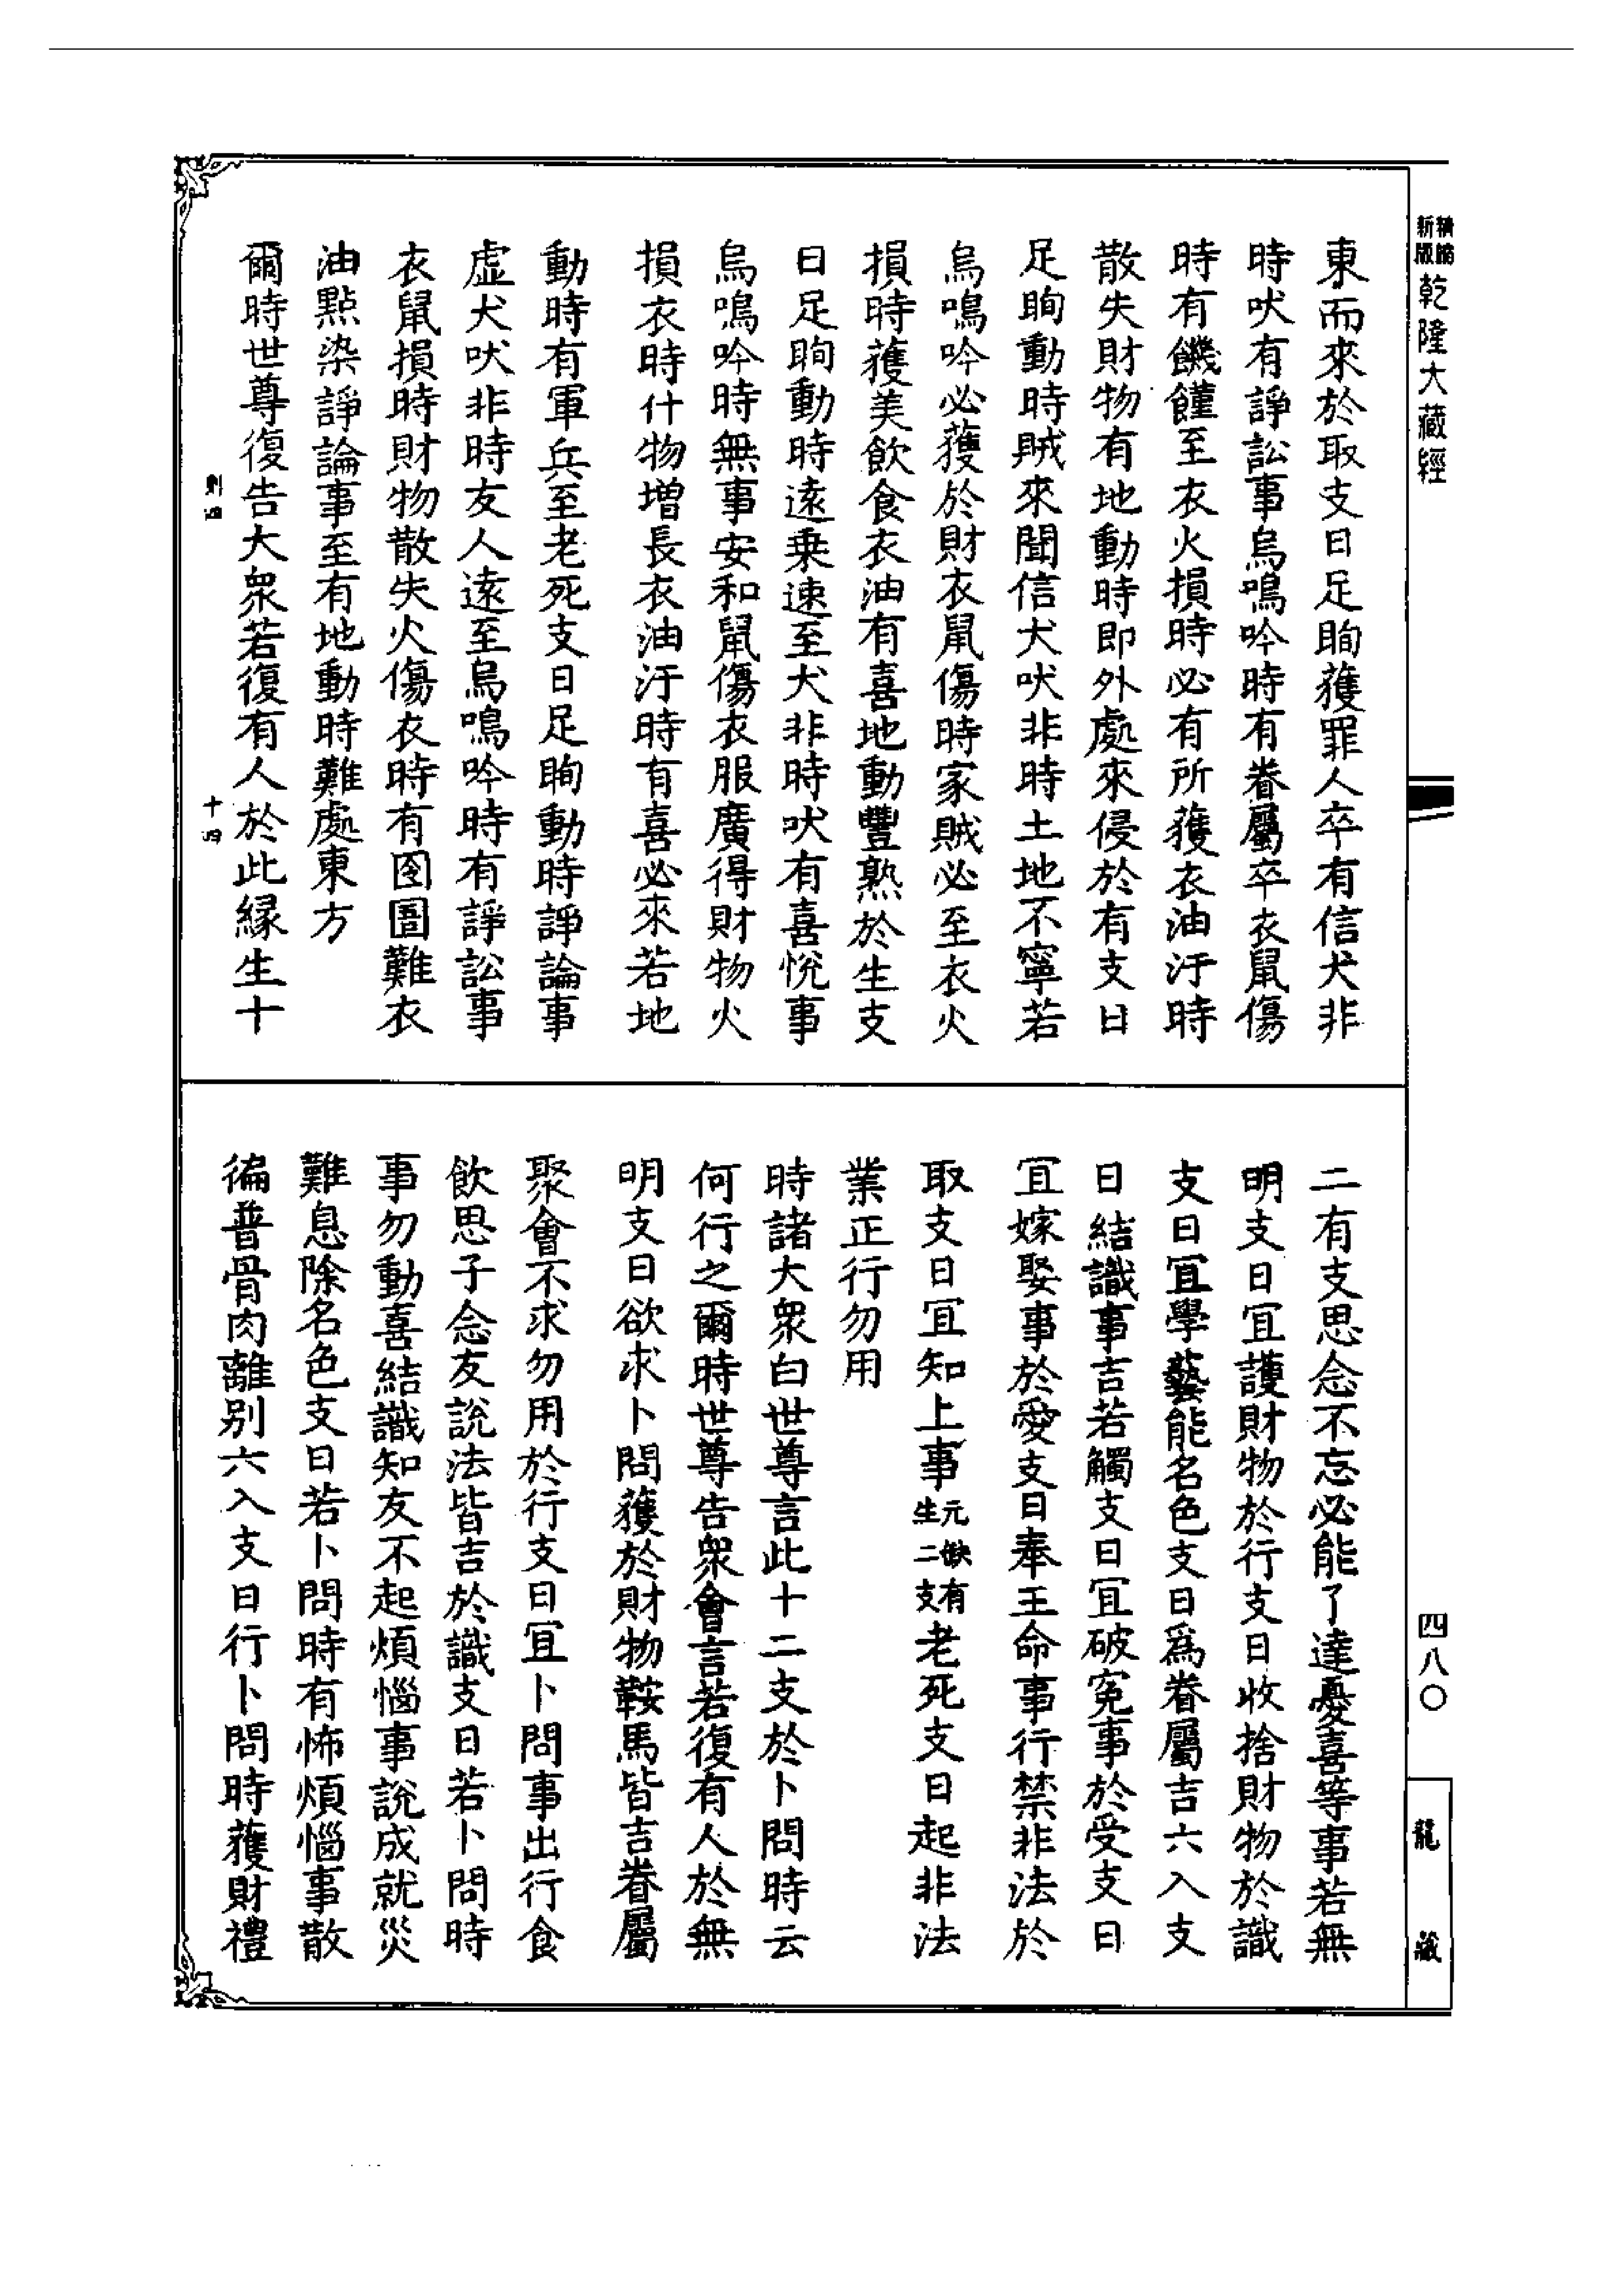 新版 精縮 乾隆大藏經
四八〇
龍藏
東而來於取支日足眴獲罪人卒有信犬非
時吠有諍訟事烏鳴吟時有眷屬卒衣鼠傷
時有饑饉至衣火損時必有所獲衣油汙時
散失財物有地動時即外處來侵於有支日
足眴動時賊來聞信犬吠非時土地不寧若
烏鳴吟必獲於財衣鼠傷時家賊必至衣火
損時獲美飲食衣油有喜地動豐熟於生支
日足眴動時遠乘速至犬非時吠有喜悅事
烏鳴吟時無事安和鼠傷衣服廣得財物火
損衣時什物增長衣油汙時有喜必來若地
動時有軍兵至老死支日足眴動時諍論事
虛犬吠非時友人遠至烏鳴吟時有諍訟事
衣鼠損時財物散失火傷衣時有囹圄難衣
油點染諍論事至有地動時難處東方
爾時世尊復告大眾若復有人於此緣生十
十四
二有支思念不忘必能了達憂喜等事若無
明支日宜護財物於行支日收捨財物於識
支日宜學藝能名色支日為眷屬吉六入支
日結識事吉若觸支日宜破冤事於受支日
宜嫁娶事於愛支日奉王命事行禁非法於
取支日宜知上事元缺有生二支老死支日起非法
業正行勿用
時諸大眾白世尊言此十二支於卜問時云
何行之爾時世尊告眾會言若復有人於無
明支日欲求卜問獲於財物鞍馬皆吉眷屬
聚會不求勿用於行支日宜卜問事出行食
飲思子念友說法皆吉於識支日若卜問時
事勿動喜結識知友不起煩惱事說成就災
難息除名色支日若卜問時有怖煩惱事散
徧普骨肉離別六入支日行卜問時獲財禮